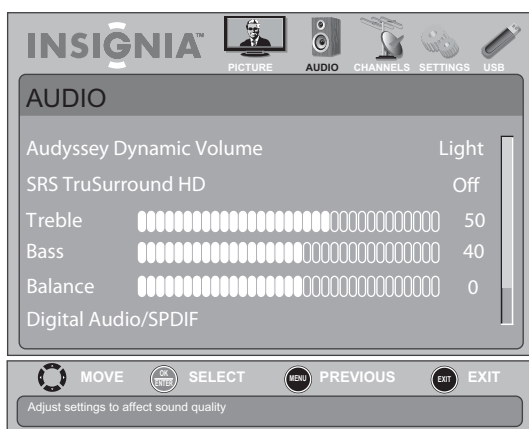 INSIGNIA™
PICTURE AUDIO CHANNELS SETTINGS USB
AUDIO
Audyssey Dynamic Volume Light
SRS TruSurround HD Off
Treble 50
Bass 40
Balance 0
Digital Audio/SPDIF
MOVE OK ENTER SELECT MENU PREVIOUS EXIT EXIT
Adjust settings to affect sound quality